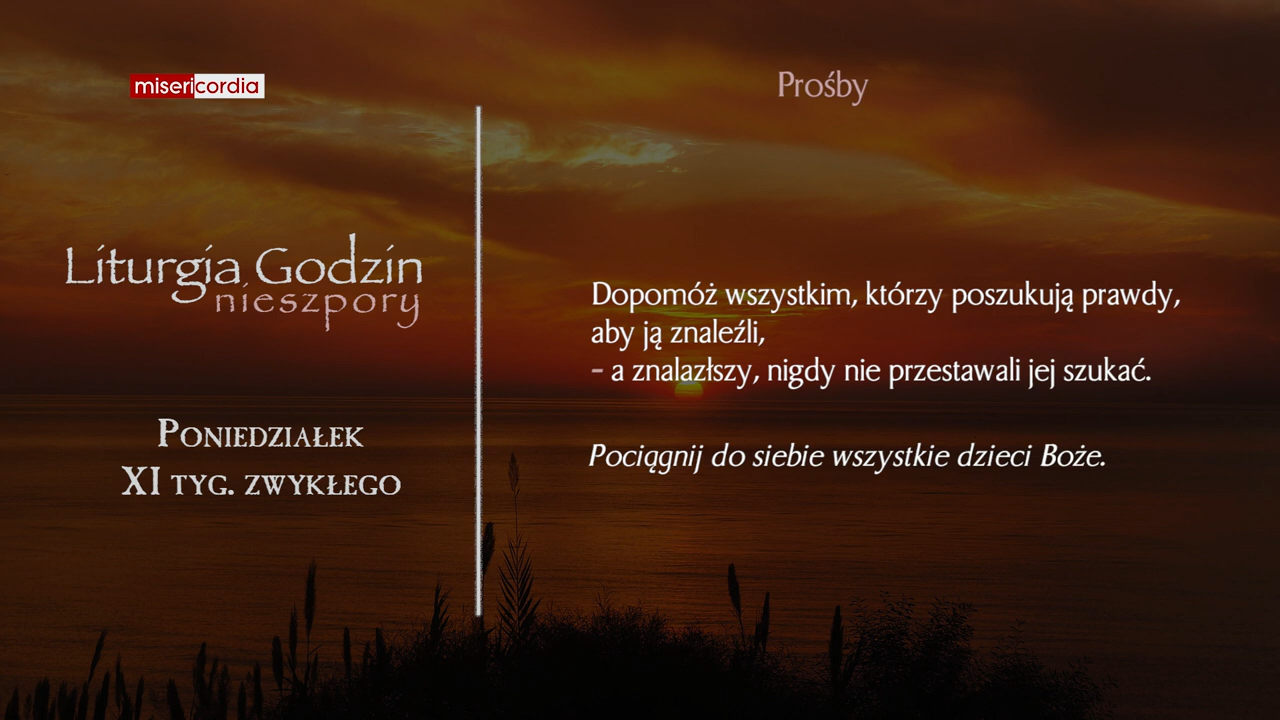 misericordia
Liturgia Godzin
nieszpory
Poniedziałek
XI tyg. zwykłego
Prośby
Dopomóż wszystkim, którzy poszukują prawdy,
aby ją znaleźli,
- a znalazłszy, nigdy nie przestawali jej szukać.
Pociągnij do siebie wszystkie dzieci Boże.